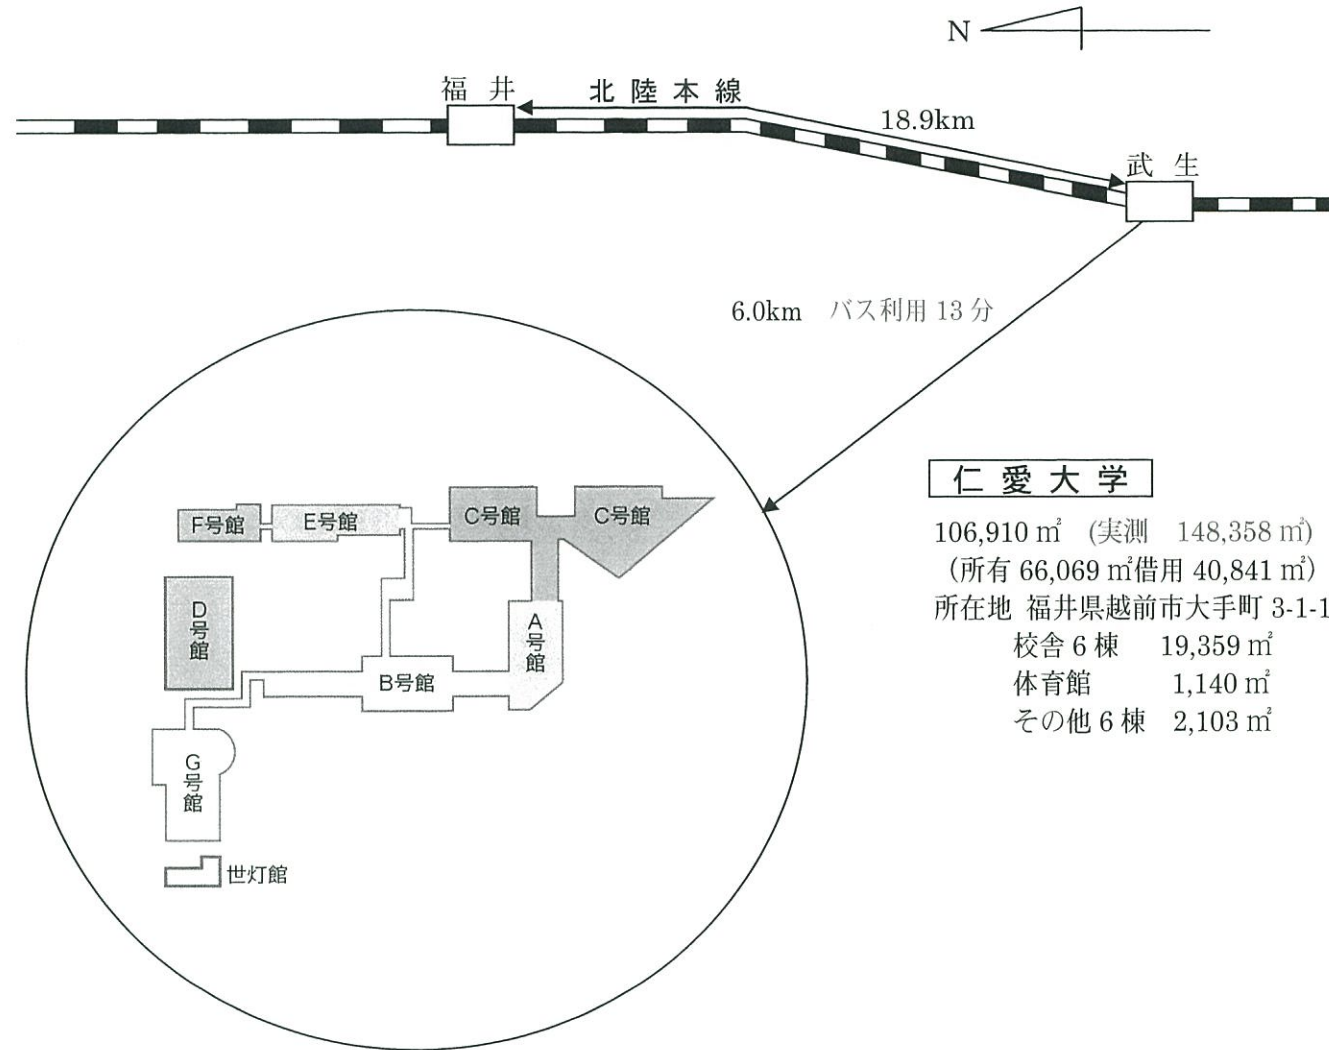 N
福 井
北 陸 本 線
18.9km
武 生
6.0km バス利用 13 分
仁 愛 大 学
106,910 ㎡ (実測 148,358 ㎡)
(所有 66,069 ㎡借用 40,841 ㎡)
所在地 福井県越前市大手町 3-1-1
校舎 6 棟 19,359 ㎡
体育館 1,140 ㎡
その他 6 棟 2,103 ㎡
F号館
E号館
C号館
C号館
D号館
A号館
B号館
G号館
世灯館